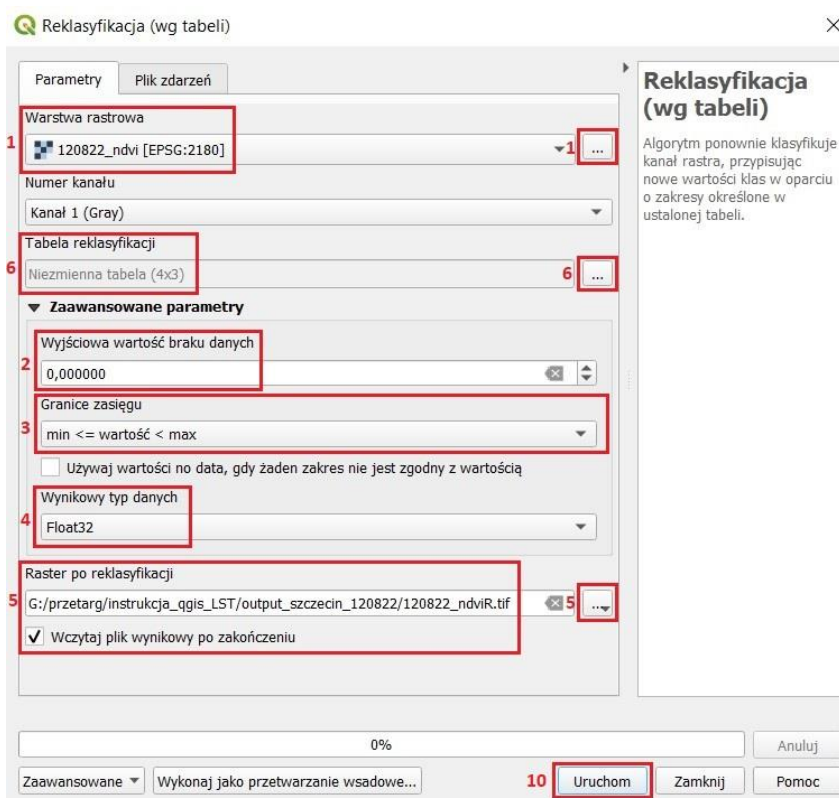 Reklasyfikacja (wg tabeli)
Parametry
Plik zdarzeń
Warstwa rastrowa
1
120822_ndvi [EPSG:2180]
1
...
Numer kanału
Kanał 1 (Gray)
Tabela reklasyfikacji
6
Niezmienna tabela (4x3)
6
...
Zaawansowane parametry
Wyjściowa wartość braku danych
2
0,000000
Granice zasięgu
3
min <= wartość < max
Używaj wartości no data, gdy żaden zakres nie jest zgodny z wartością
Wynikowy typ danych
4
Float32
Raster po reklasyfikacji
5
G:/przetarg/instrukcja_qgis_LST/output_szczecin_120822/120822_ndviR.tif
5
...
Wczytaj plik wynikowy po zakończeniu
Reklasyfikacja
(wg tabeli)
Algorytm ponownie klasyfikuje
kanał rastra, przypisując
nowe wartości klas w oparciu
o zakresy określone w
ustalonej tabeli.
0%
Anuluj
Zaawansowane
Wykonaj jako przetwarzanie wsadowe...
10
Uruchom
Zamknij
Pomoc